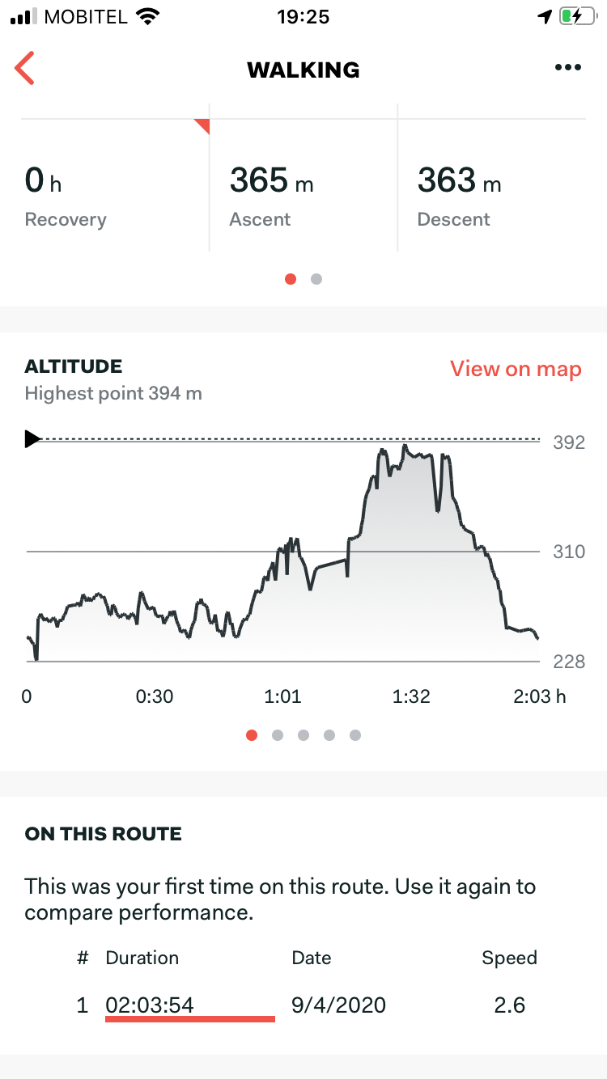 MOBITEL 19:25
WALKING
0 h 365 m 363 m
Recovery Ascent Descent
ALTITUDE
View on map
Highest point 394 m
392
310
228
0 0:30 1:01 1:32 2:03 h
ON THIS ROUTE
This was your first time on this route. Use it again to
compare performance.
# Duration Date Speed
1 02:03:54 9/4/2020 2.6